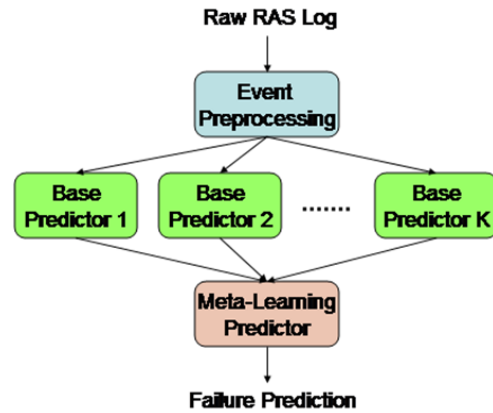 Raw RAS Log
Event
Preprocessing
Base
Predictor 1
Base
Predictor 2
.......
Base
Predictor K
Meta-Learning
Predictor
Failure Prediction